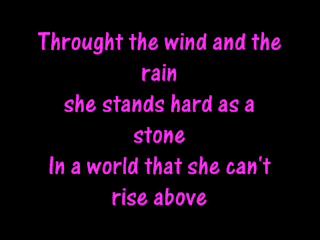 Throught the wind and the
rain
she stands hard as a
stone
In a world that she can't
rise above